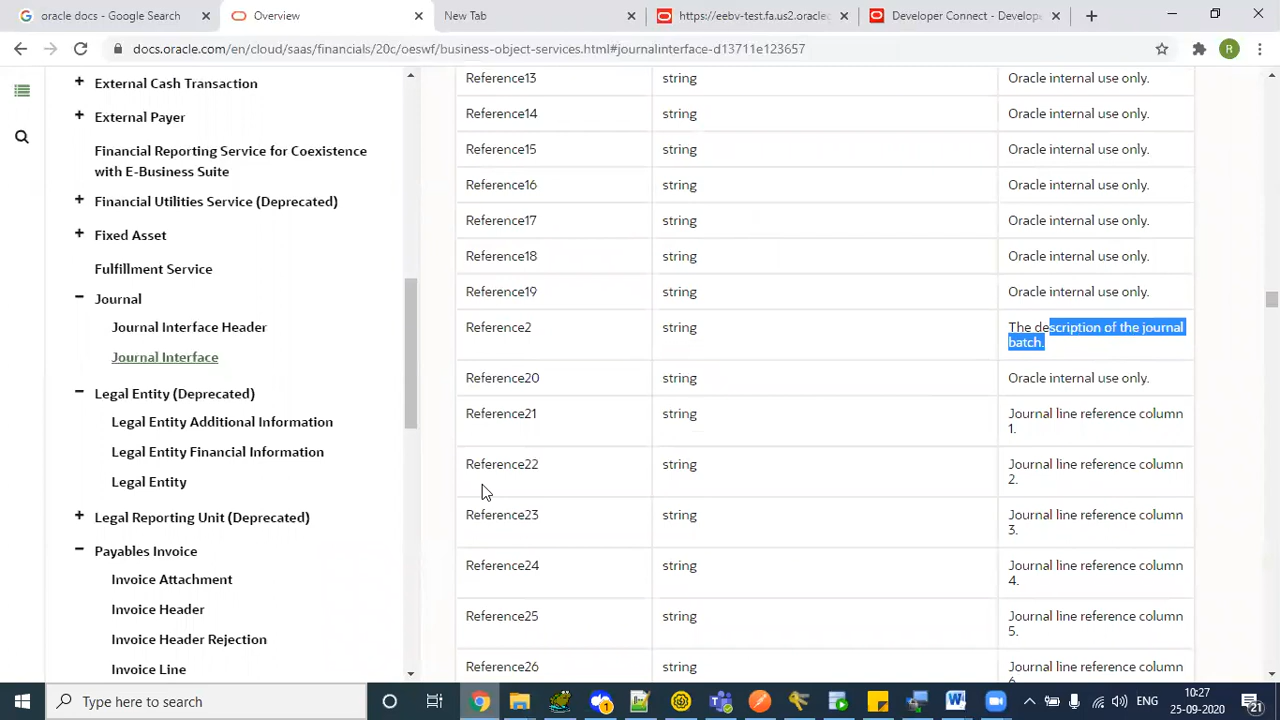 oracle docs - Google Search
Overview
New Tab
https://eebv-test.fa.us2.oracle
Developer Connect - Develop
docs.oracle.com/en/cloud/saas/financials/20c/oeswf/business-object-services.html#journalinterface-d13711e123657
R
External Cash Transaction
External Payer
Financial Reporting Service for Coexistence
with E-Business Suite
Financial Utilities Service (Deprecated)
Fixed Asset
Fulfillment Service
Journal
Journal Interface Header
Journal Interface
Legal Entity (Deprecated)
Legal Entity Additional Information
Legal Entity Financial Information
Legal Entity
Legal Reporting Unit (Deprecated)
Payables Invoice
Invoice Attachment
Invoice Header
Invoice Header Rejection
Invoice Line
Reference13 string Oracle internal use only.
Reference14 string Oracle internal use only.
Reference15 string Oracle internal use only.
Reference16 string Oracle internal use only.
Reference17 string Oracle internal use only.
Reference18 string Oracle internal use only.
Reference19 string Oracle internal use only.
Reference2 string The description of the journal
batch.
Reference20 string Oracle internal use only.
Reference21 string Journal line reference column
1.
Reference22 string Journal line reference column
2.
Reference23 string Journal line reference column
3.
Reference24 string Journal line reference column
4.
Reference25 string Journal line reference column
5.
Reference26 string Journal line reference column
Type here to search
1
ENG
10:27
25-09-2020
21